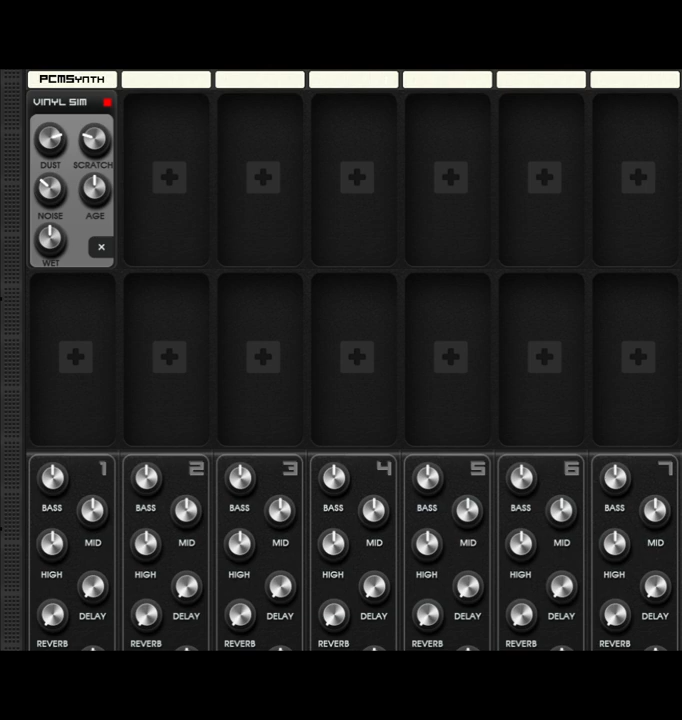 PCMSynth
VINYL SIM
DUST SCRATCH
NOISE AGE
WET ×
1 2 3 4 5 6 7
BASS BASS BASS BASS BASS BASS BASS
MID MID MID MID MID MID MID
HIGH HIGH HIGH HIGH HIGH HIGH HIGH
DELAY DELAY DELAY DELAY DELAY DELAY DELAY
REVERB REVERB REVERB REVERB REVERB REVERB REVERB